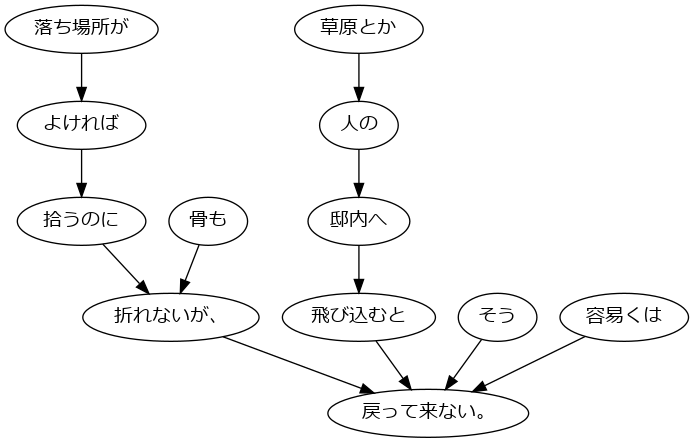 落ち場所が
草原とか
よければ
人の
拾うのに
骨も
邸内へ
折れないが、
飛び込むと
そう
容易くは
戻って来ない。